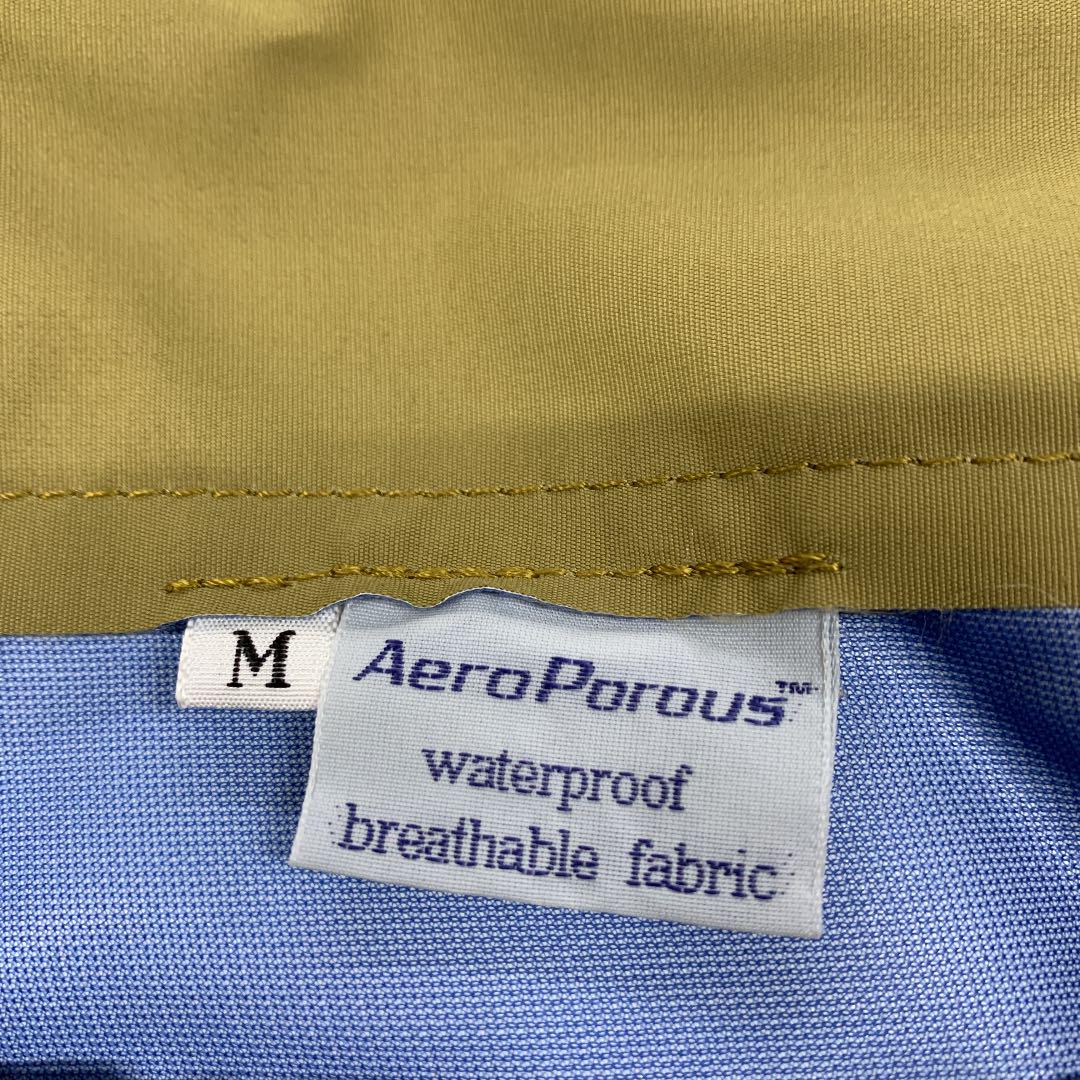 M
AeroPorous™
waterproof
breathable fabric